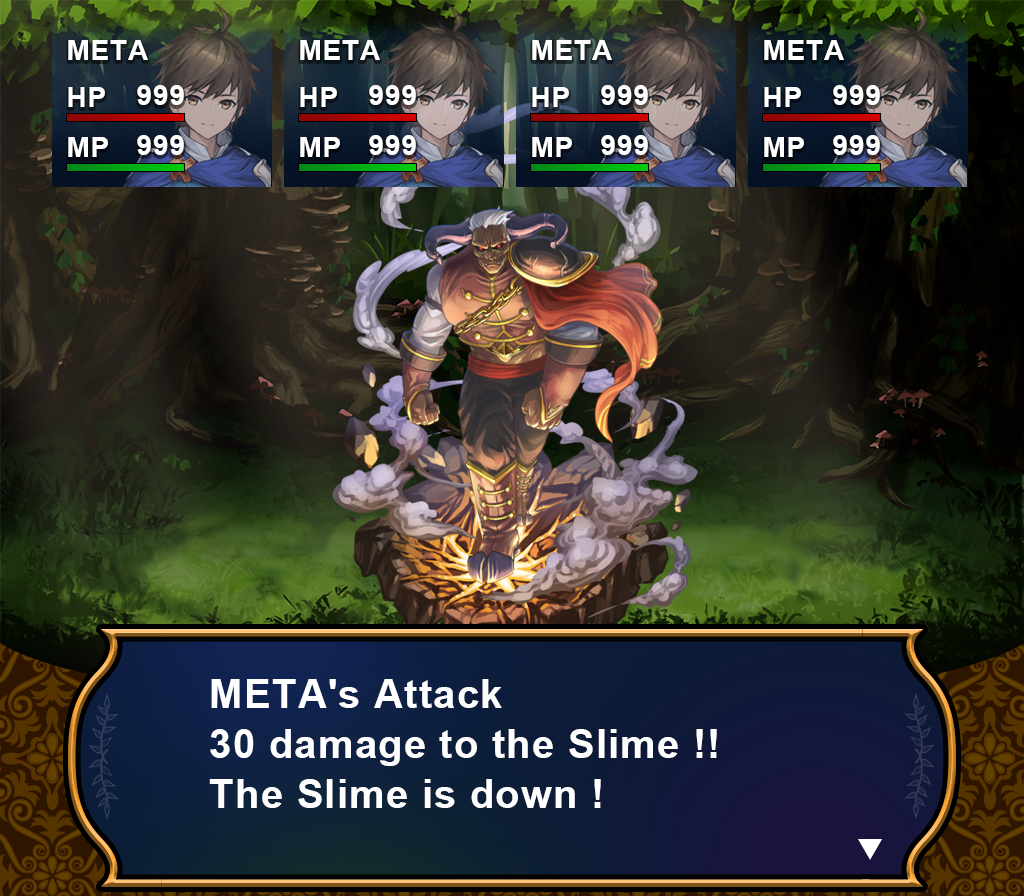 META META META META
HP 999 HP 999 HP 999 HP 999
MP 999 MP 999 MP 999 MP 999
META's Attack
30 damage to the Slime !!
The Slime is down !